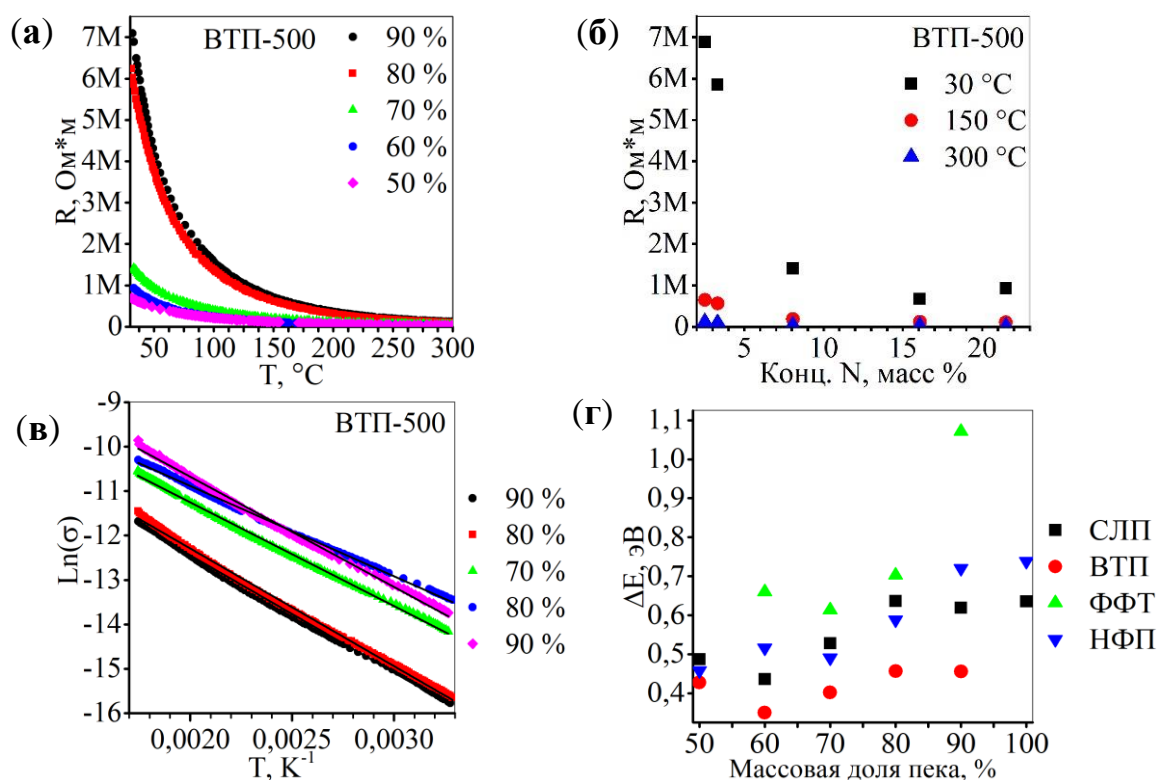 (а)
ВТП-500
90 %
80 %
70 %
60 %
50 %
7M
6M
5M
4M
3M
2M
1M
0
R, Ом*м
50 100 150 200 250 300
T, °C
(б)
ВТП-500
30 °C
150 °C
300 °C
7M
6M
5M
4M
3M
2M
1M
0
R, Ом*м
5 10 15 20
Конц. N, масс %
(в)
ВТП-500
-9
-10
-11
-12
-13
-14
-15
-16
Ln(σ)
90 %
80 %
70 %
80 %
90 %
0,0020 0,0025 0,0030
T, K⁻¹
(г)
1,1
1,0
0,9
0,8
0,7
0,6
0,5
0,4
ΔE, эВ
СЛП
ВТП
ФФТ
НФП
50 60 70 80 90 100
Массовая доля пека, %